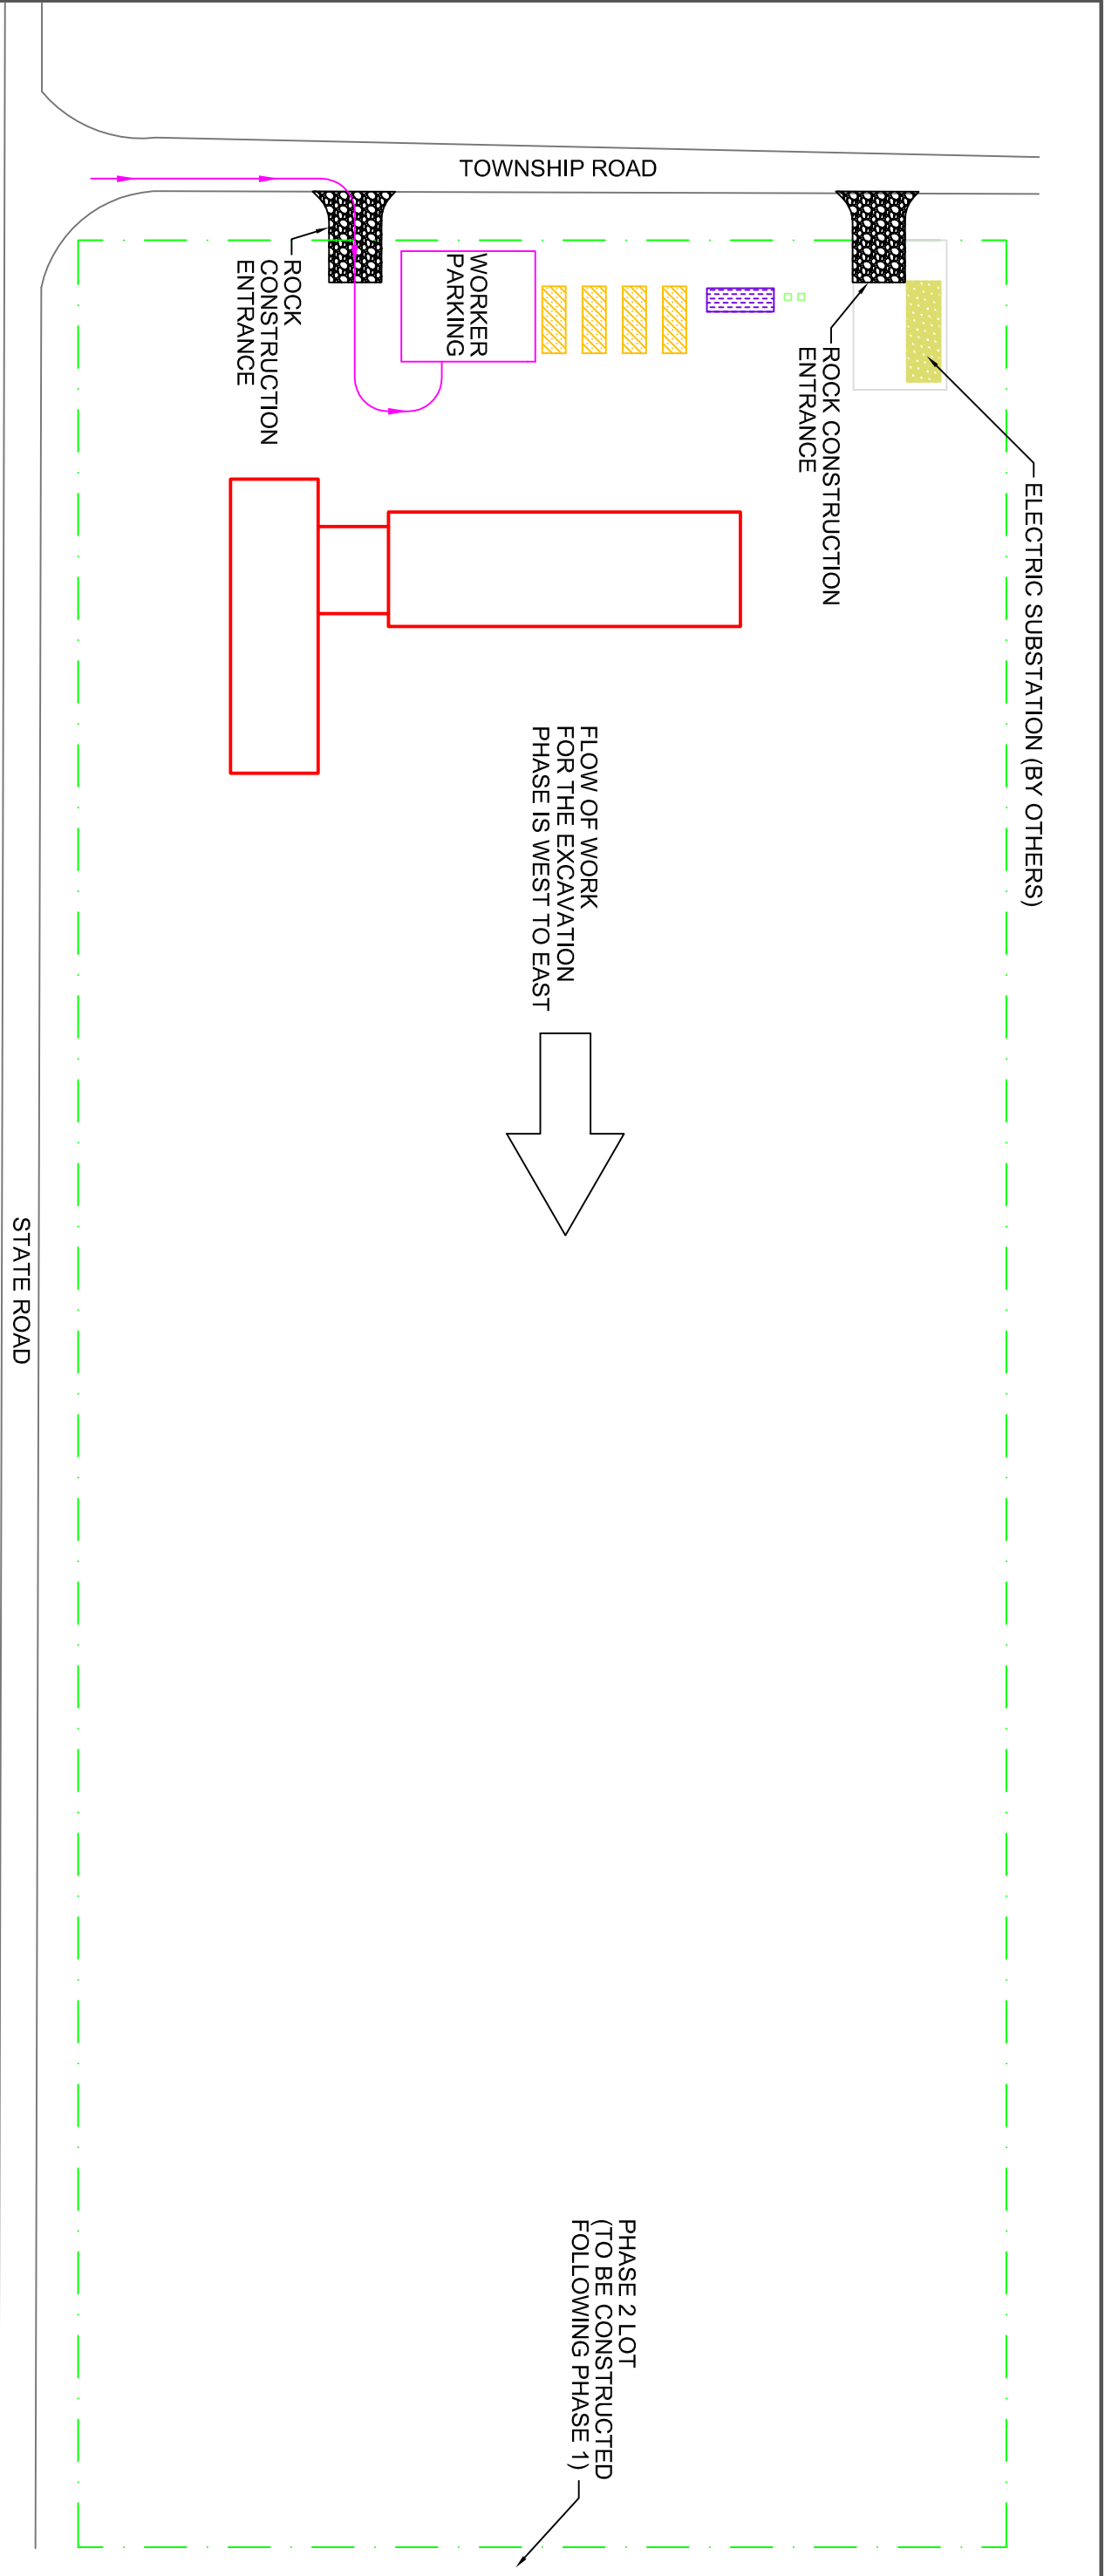 TOWNSHIP ROAD
ROCK
CONSTRUCTION
ENTRANCE
WORKER
PARKING
ROCK CONSTRUCTION
ENTRANCE
ELECTRIC SUBSTATION (BY OTHERS)
FLOW OF WORK
FOR THE EXCAVATION
PHASE IS WEST TO EAST
STATE ROAD
PHASE 2 LOT
(TO BE CONSTRUCTED
FOLLOWING PHASE 1)